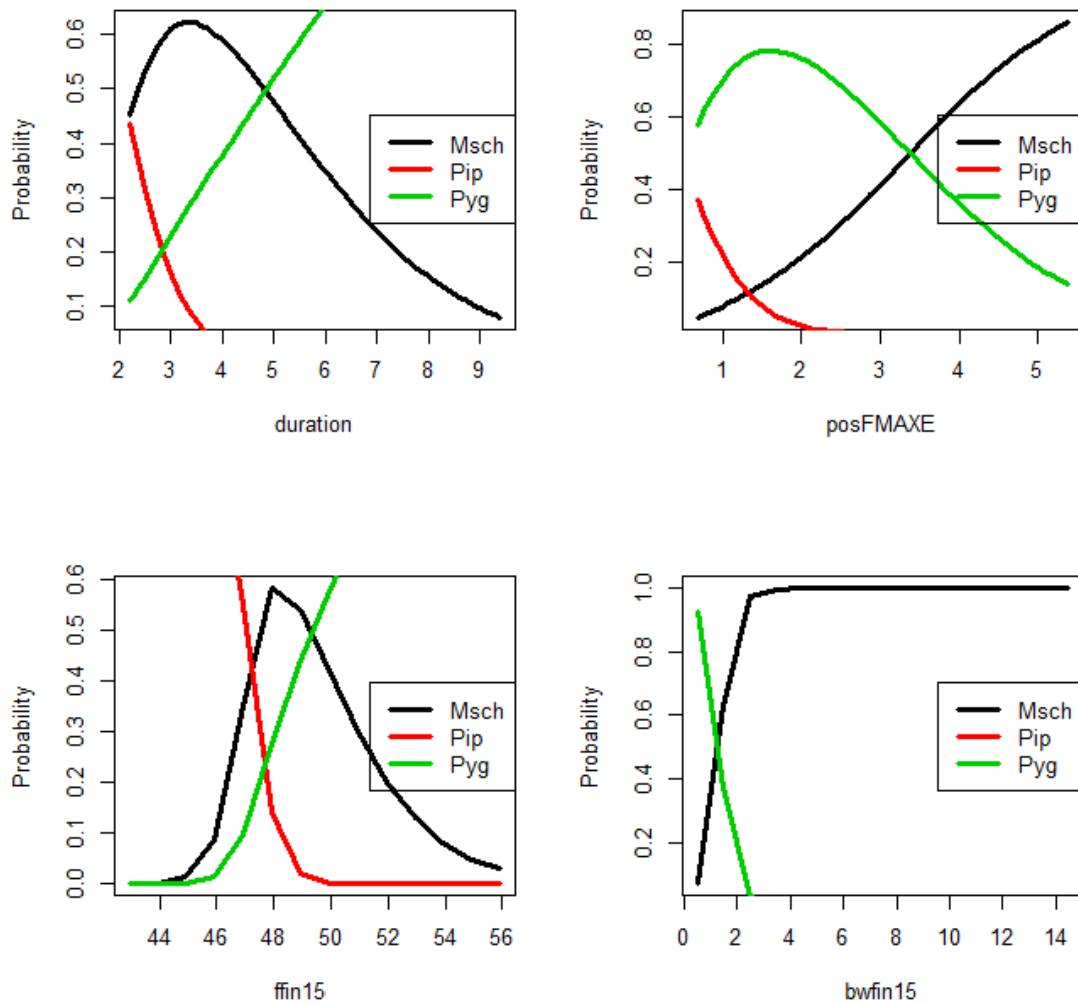 0.6
0.5
0.4
0.3
0.2
0.1
Probability
Msch
Pip
Pyg
2 3 4 5 6 7 8 9
duration
0.8
0.6
0.4
0.2
Probability
Msch
Pip
Pyg
1 2 3 4 5
posFMAXE
0.6
0.5
0.4
0.3
0.2
0.1
0.0
Probability
Msch
Pip
Pyg
44 46 48 50 52 54 56
ffin15
1.0
0.8
0.6
0.4
0.2
Probability
Msch
Pip
Pyg
0 2 4 6 8 10 12 14
bwfin15